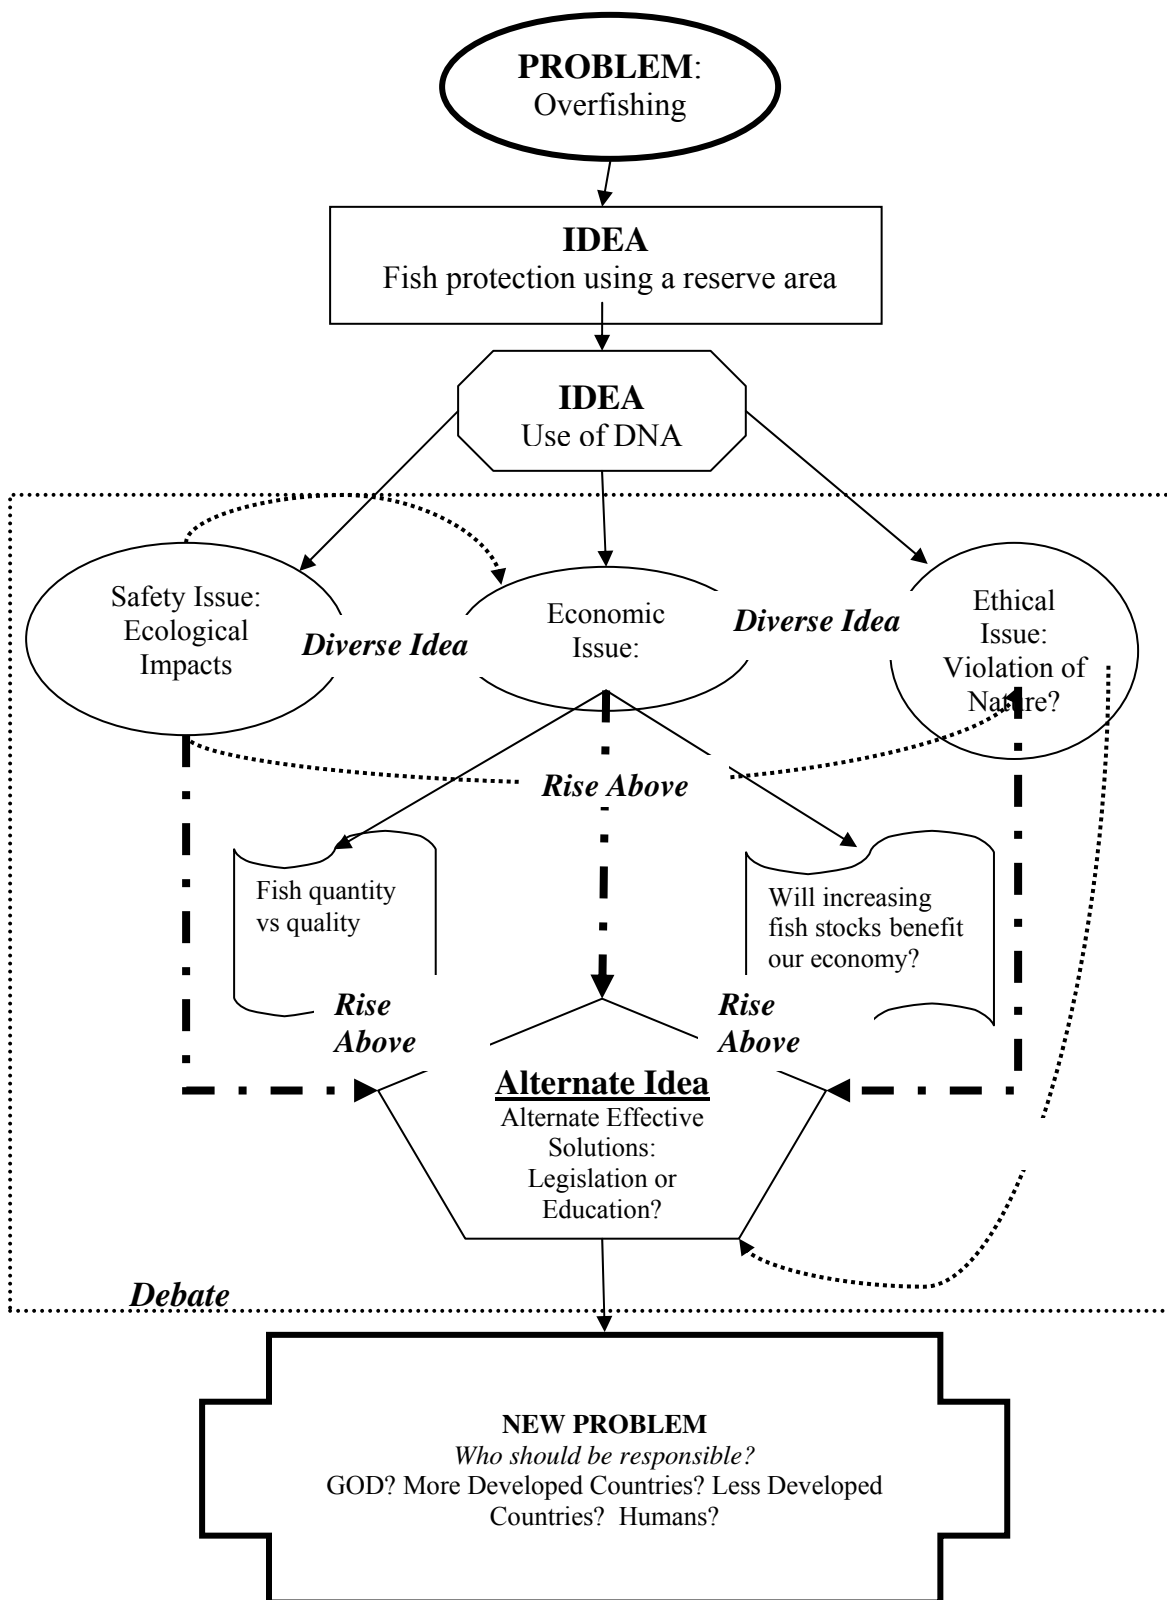 PROBLEM:
Overfishing
IDEA
Fish protection using a reserve area
IDEA
Use of DNA
Safety Issue:
Ecological
Impacts
Diverse Idea
Economic
Issue:
Diverse Idea
Ethical
Issue:
Violation of
Nature?
Rise Above
Fish quantity
vs quality
Will increasing
fish stocks benefit
our economy?
Rise
Above
Rise
Above
Alternate Idea
Alternate Effective
Solutions:
Legislation or
Education?
Debate
NEW PROBLEM
Who should be responsible?
GOD? More Developed Countries? Less Developed
Countries?  Humans?